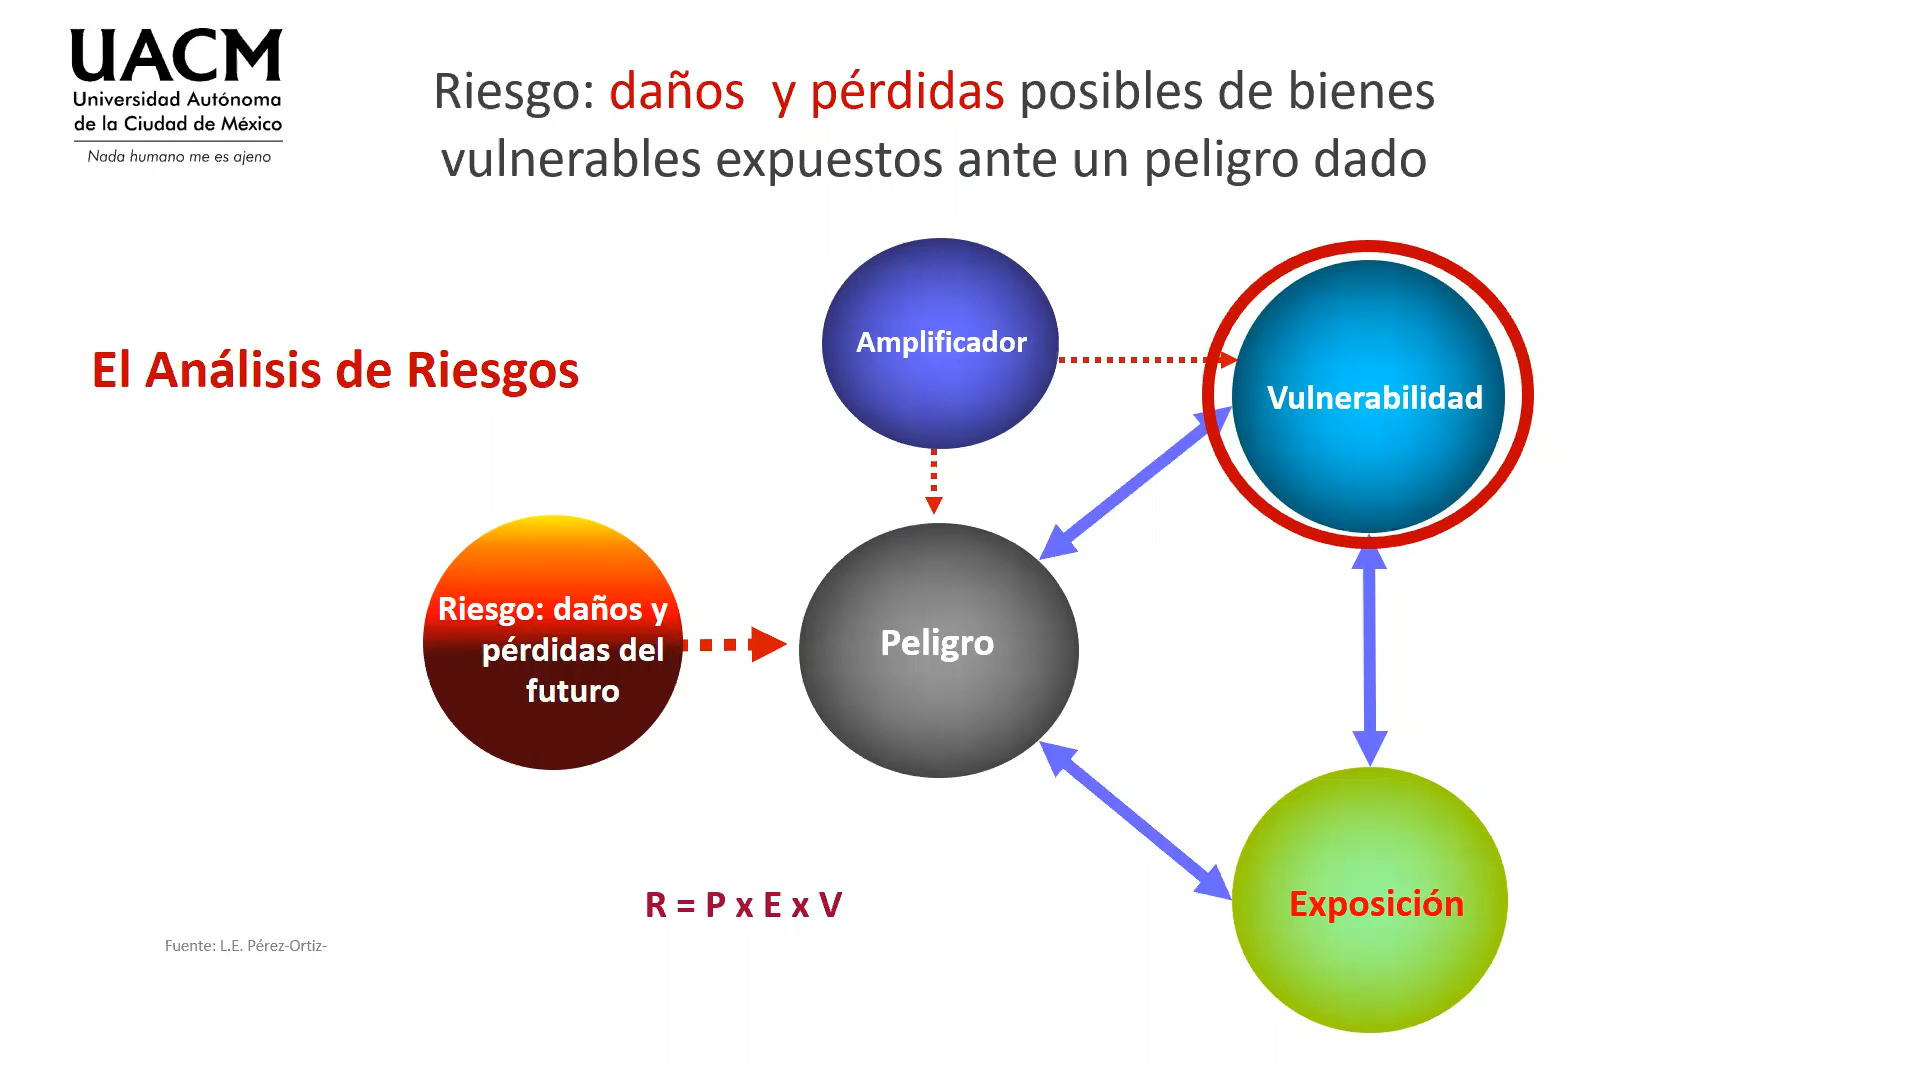 UACM
Universidad Autónoma
de la Ciudad de México
Nada humano me es ajeno
Riesgo: daños y pérdidas posibles de bienes
vulnerables expuestos ante un peligro dado
El Análisis de Riesgos
Amplificador
Vulnerabilidad
Riesgo: daños y
pérdidas del
futuro
Peligro
Exposición
R = P x E x V
Fuente: L.E. Pérez-Ortiz-